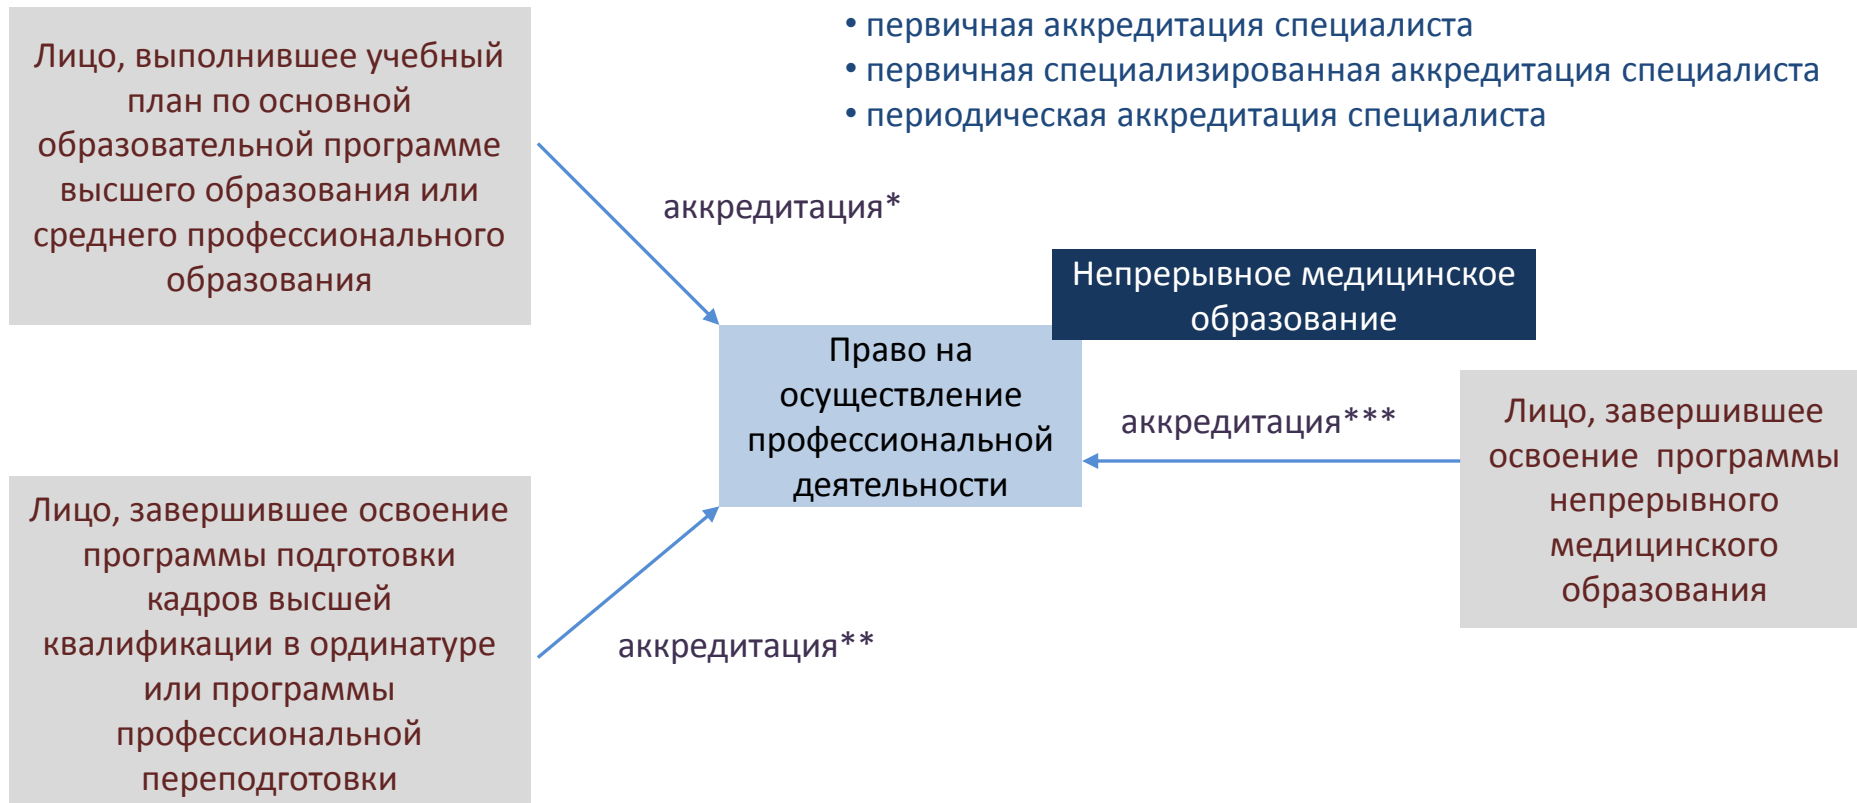 Лицо, выполнившее учебный
план по основной
образовательной программе
высшего образования или
среднего профессионального
образования
• первичная аккредитация специалиста
• первичная специализированная аккредитация специалиста
• периодическая аккредитация специалиста
аккредитация*
Непрерывное медицинское
образование
Право на
осуществление
профессиональной
деятельности
аккредитация***
Лицо, завершившее
освоение программы
непрерывного
медицинского
образования
Лицо, завершившее освоение
программы подготовки
кадров высшей
квалификации в ординатуре
или программы
профессиональной
переподготовки
аккредитация**